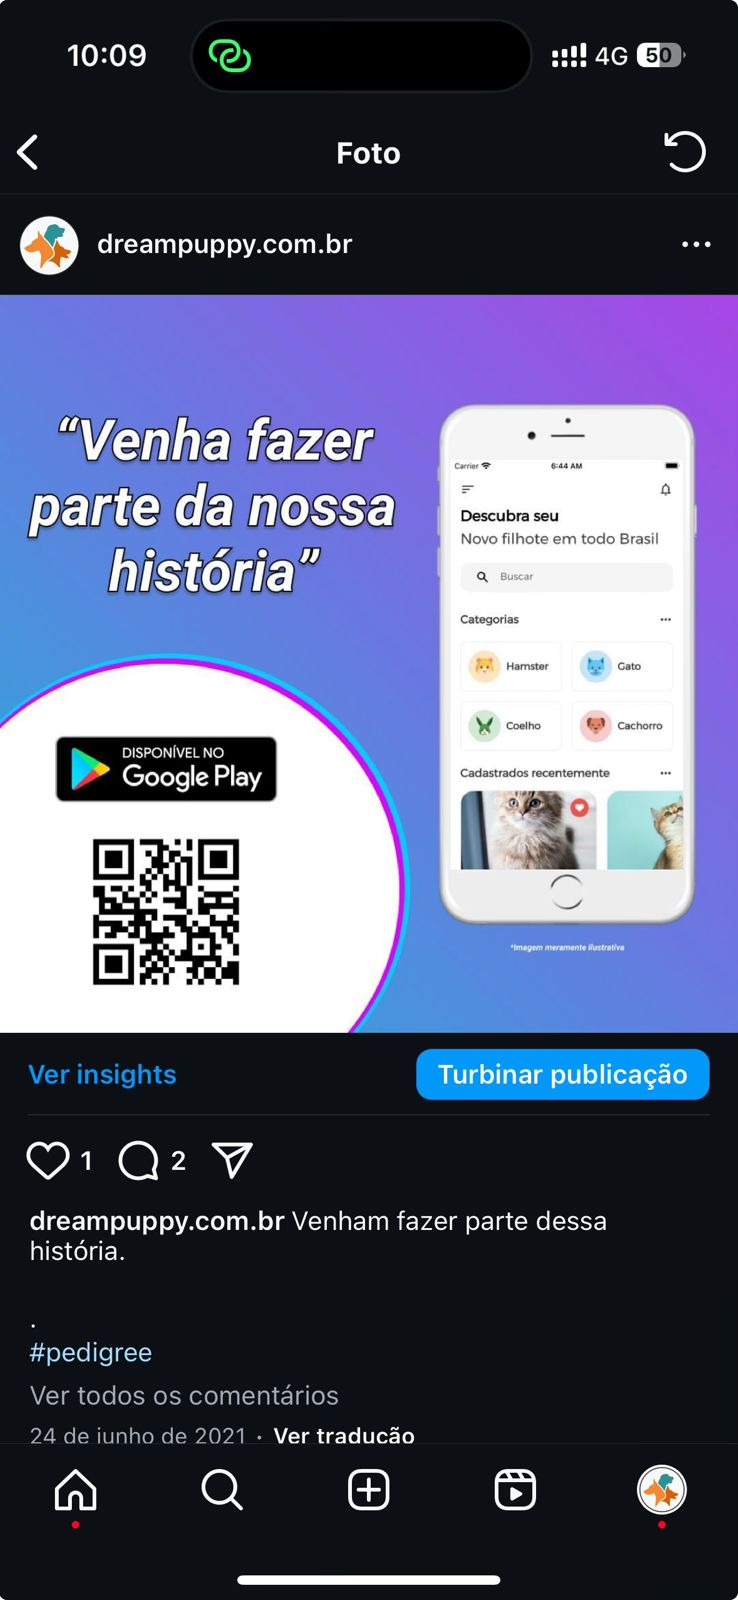 10:09
4G
50
Foto
dreampuppy.com.br
“Venha fazer
parte da nossa
história”
Carrier
6:44 AM
Descubra seu
Novo filhote em todo Brasil
Buscar
Categorias
Hamster
Gato
Coelho
Cachorro
Cadastrados recentemente
DISPONÍVEL NO
Google Play
*Imagem meramente ilustrativa
Ver insights
Turbinar publicação
1
2
dreampuppy.com.br Venham fazer parte dessa
história.
.
#pedigree
Ver todos os comentários
24 de junho de 2021 · Ver tradução